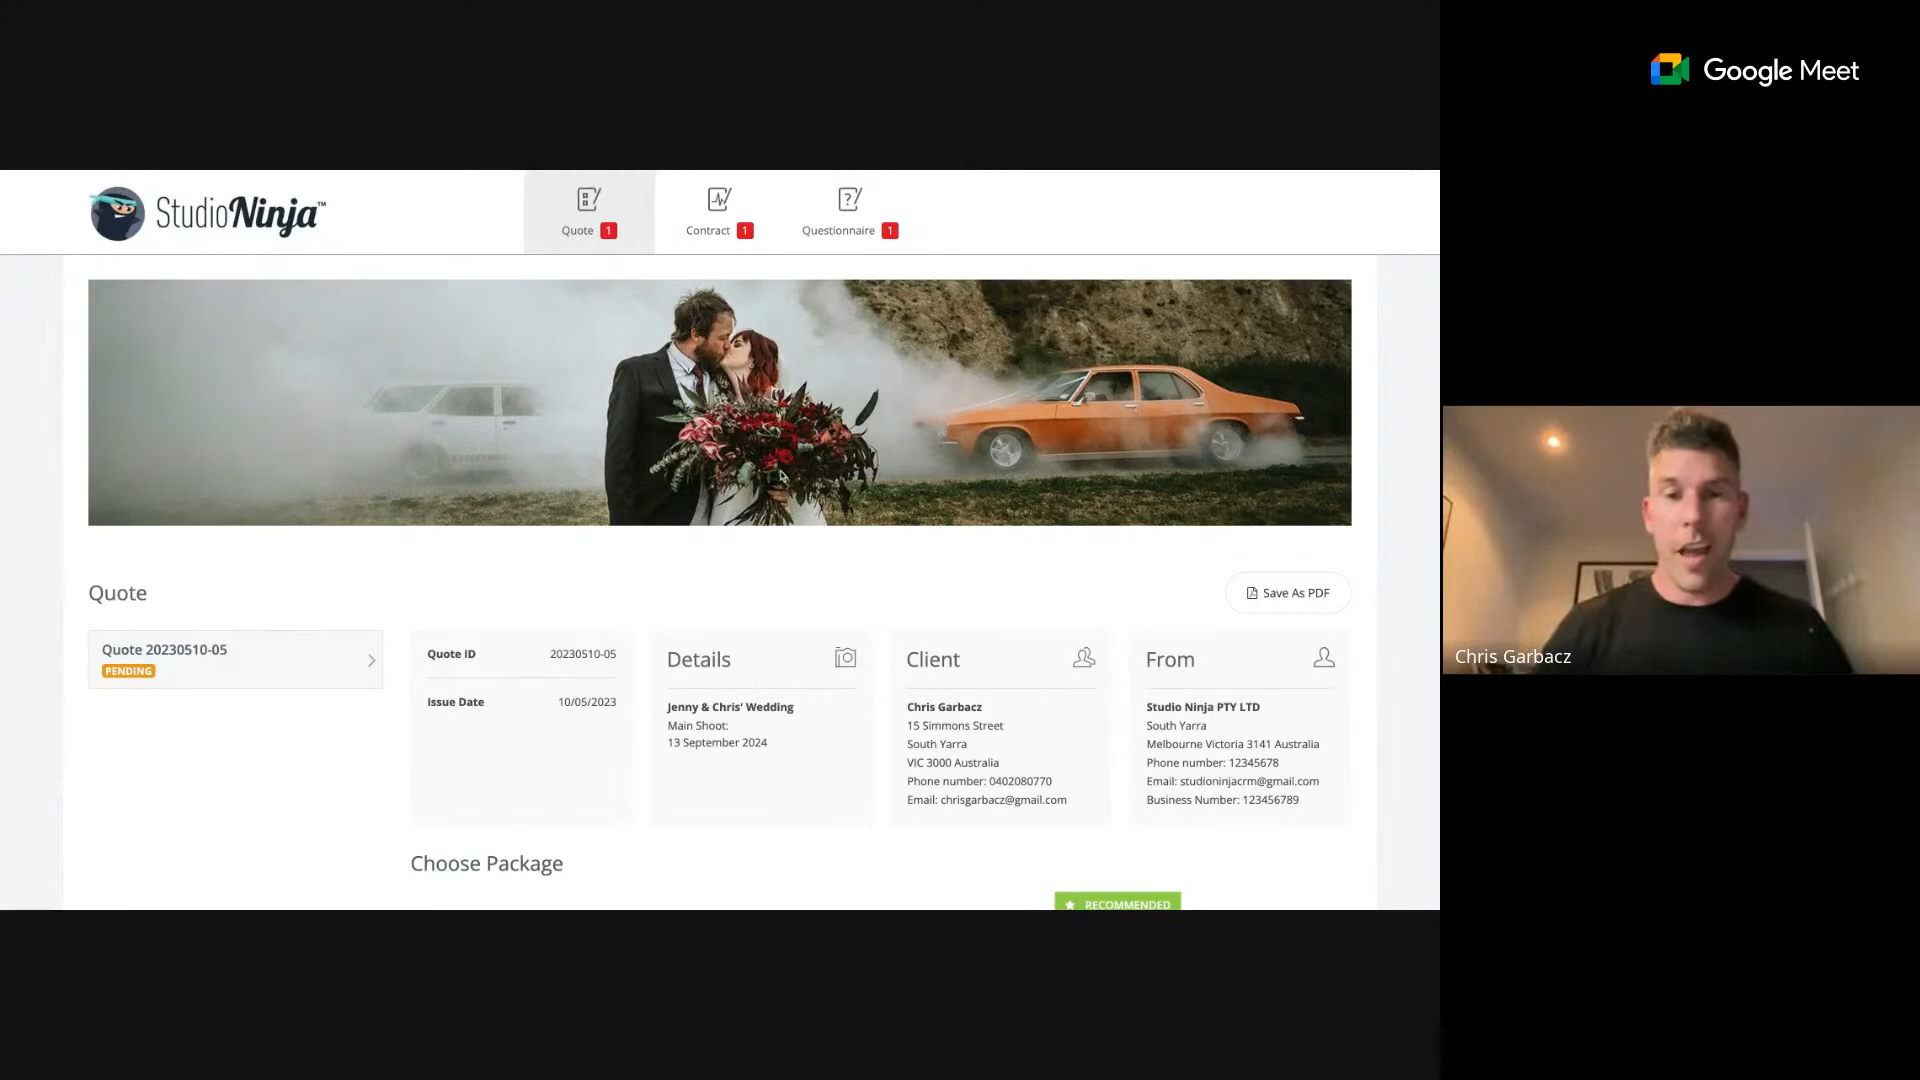 Google Meet
StudioNinja™
Quote 1
Contract 1
Questionnaire 1
Quote
Save As PDF
Quote 20230510-05
PENDING
Quote ID 20230510-05
Issue Date 10/05/2023
Details
Jenny & Chris' Wedding
Main Shoot:
13 September 2024
Client
Chris Garbacz
15 Simmons Street
South Yarra
VIC 3000 Australia
Phone number: 0402080770
Email: chrisgarbacz@gmail.com
From
Studio Ninja PTY LTD
South Yarra
Melbourne Victoria 3141 Australia
Phone number: 12345678
Email: studioninjacrm@gmail.com
Business Number: 123456789
Choose Package
RECOMMENDED
Chris Garbacz